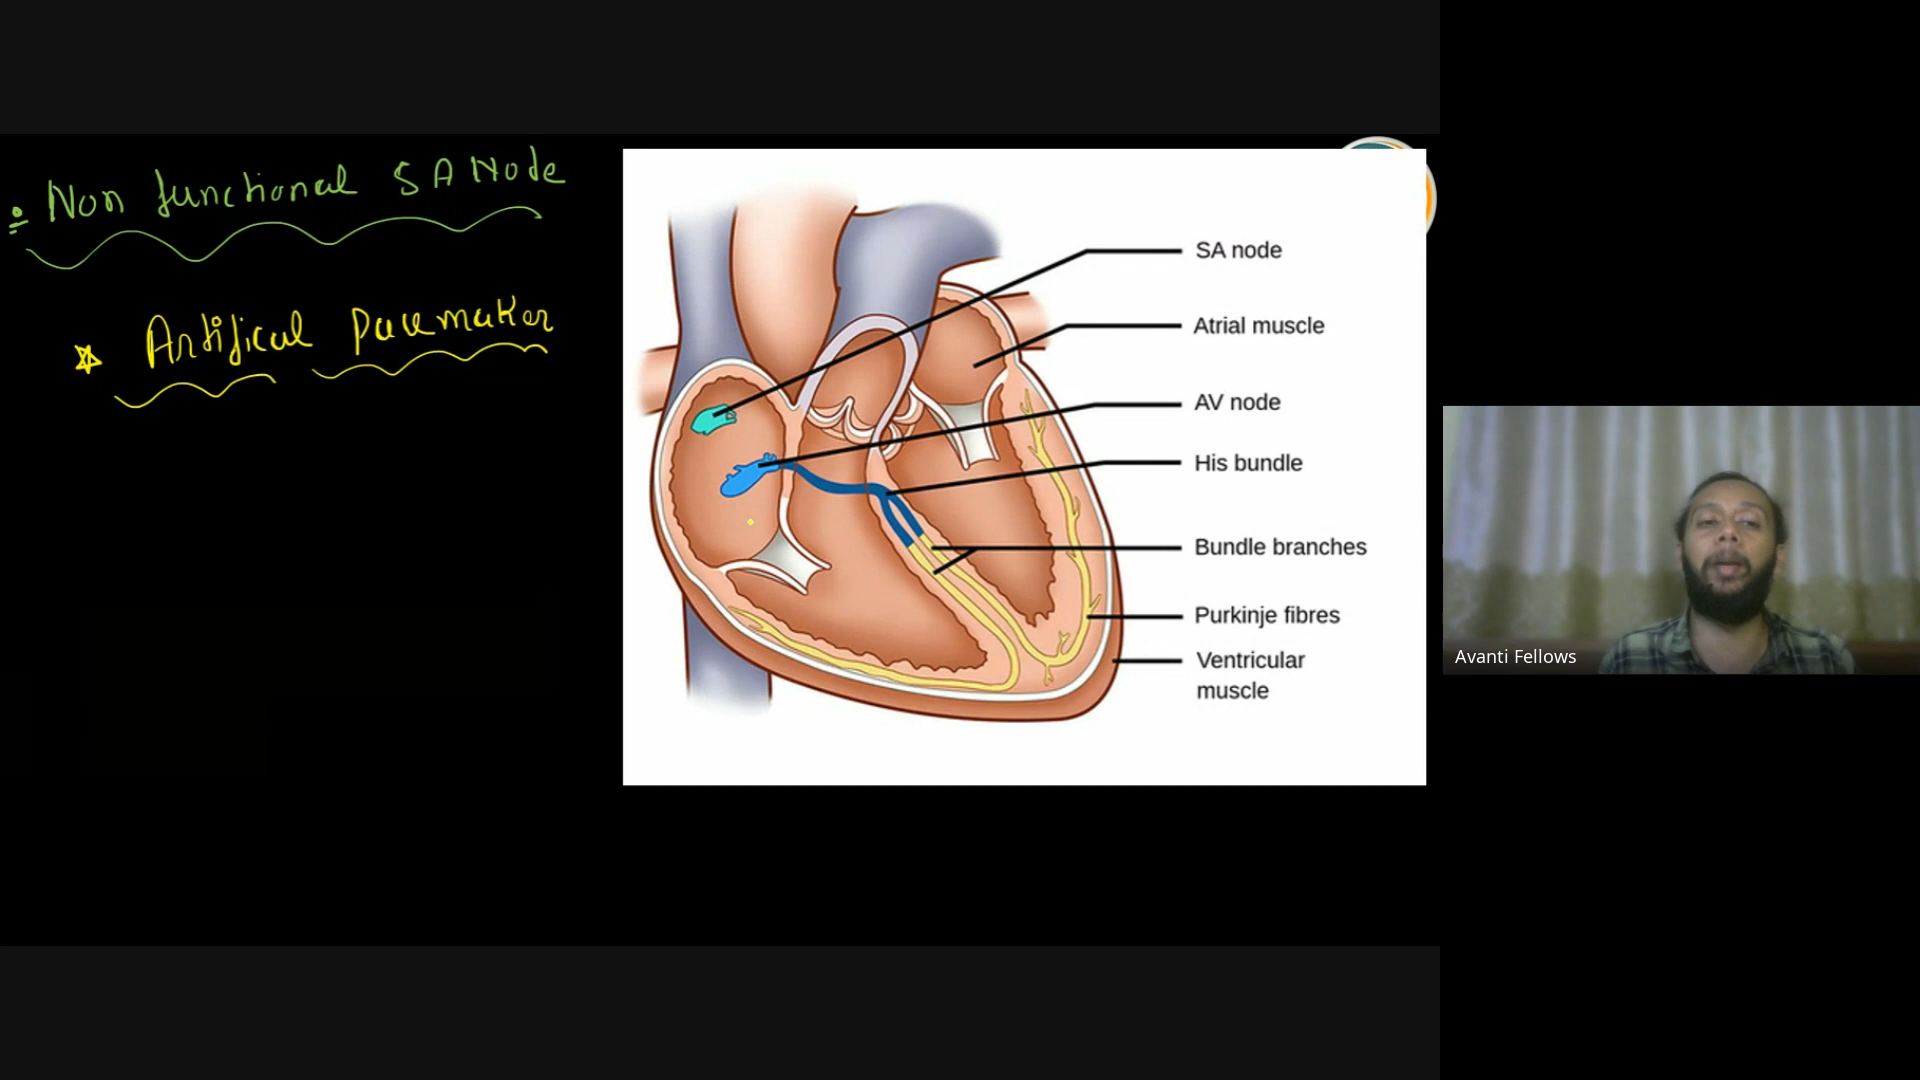 Non functional SA Node
Artifical Pacemaker
SA node
Atrial muscle
AV node
His bundle
Bundle branches
Purkinje fibres
Ventricular
muscle
Avanti Fellows